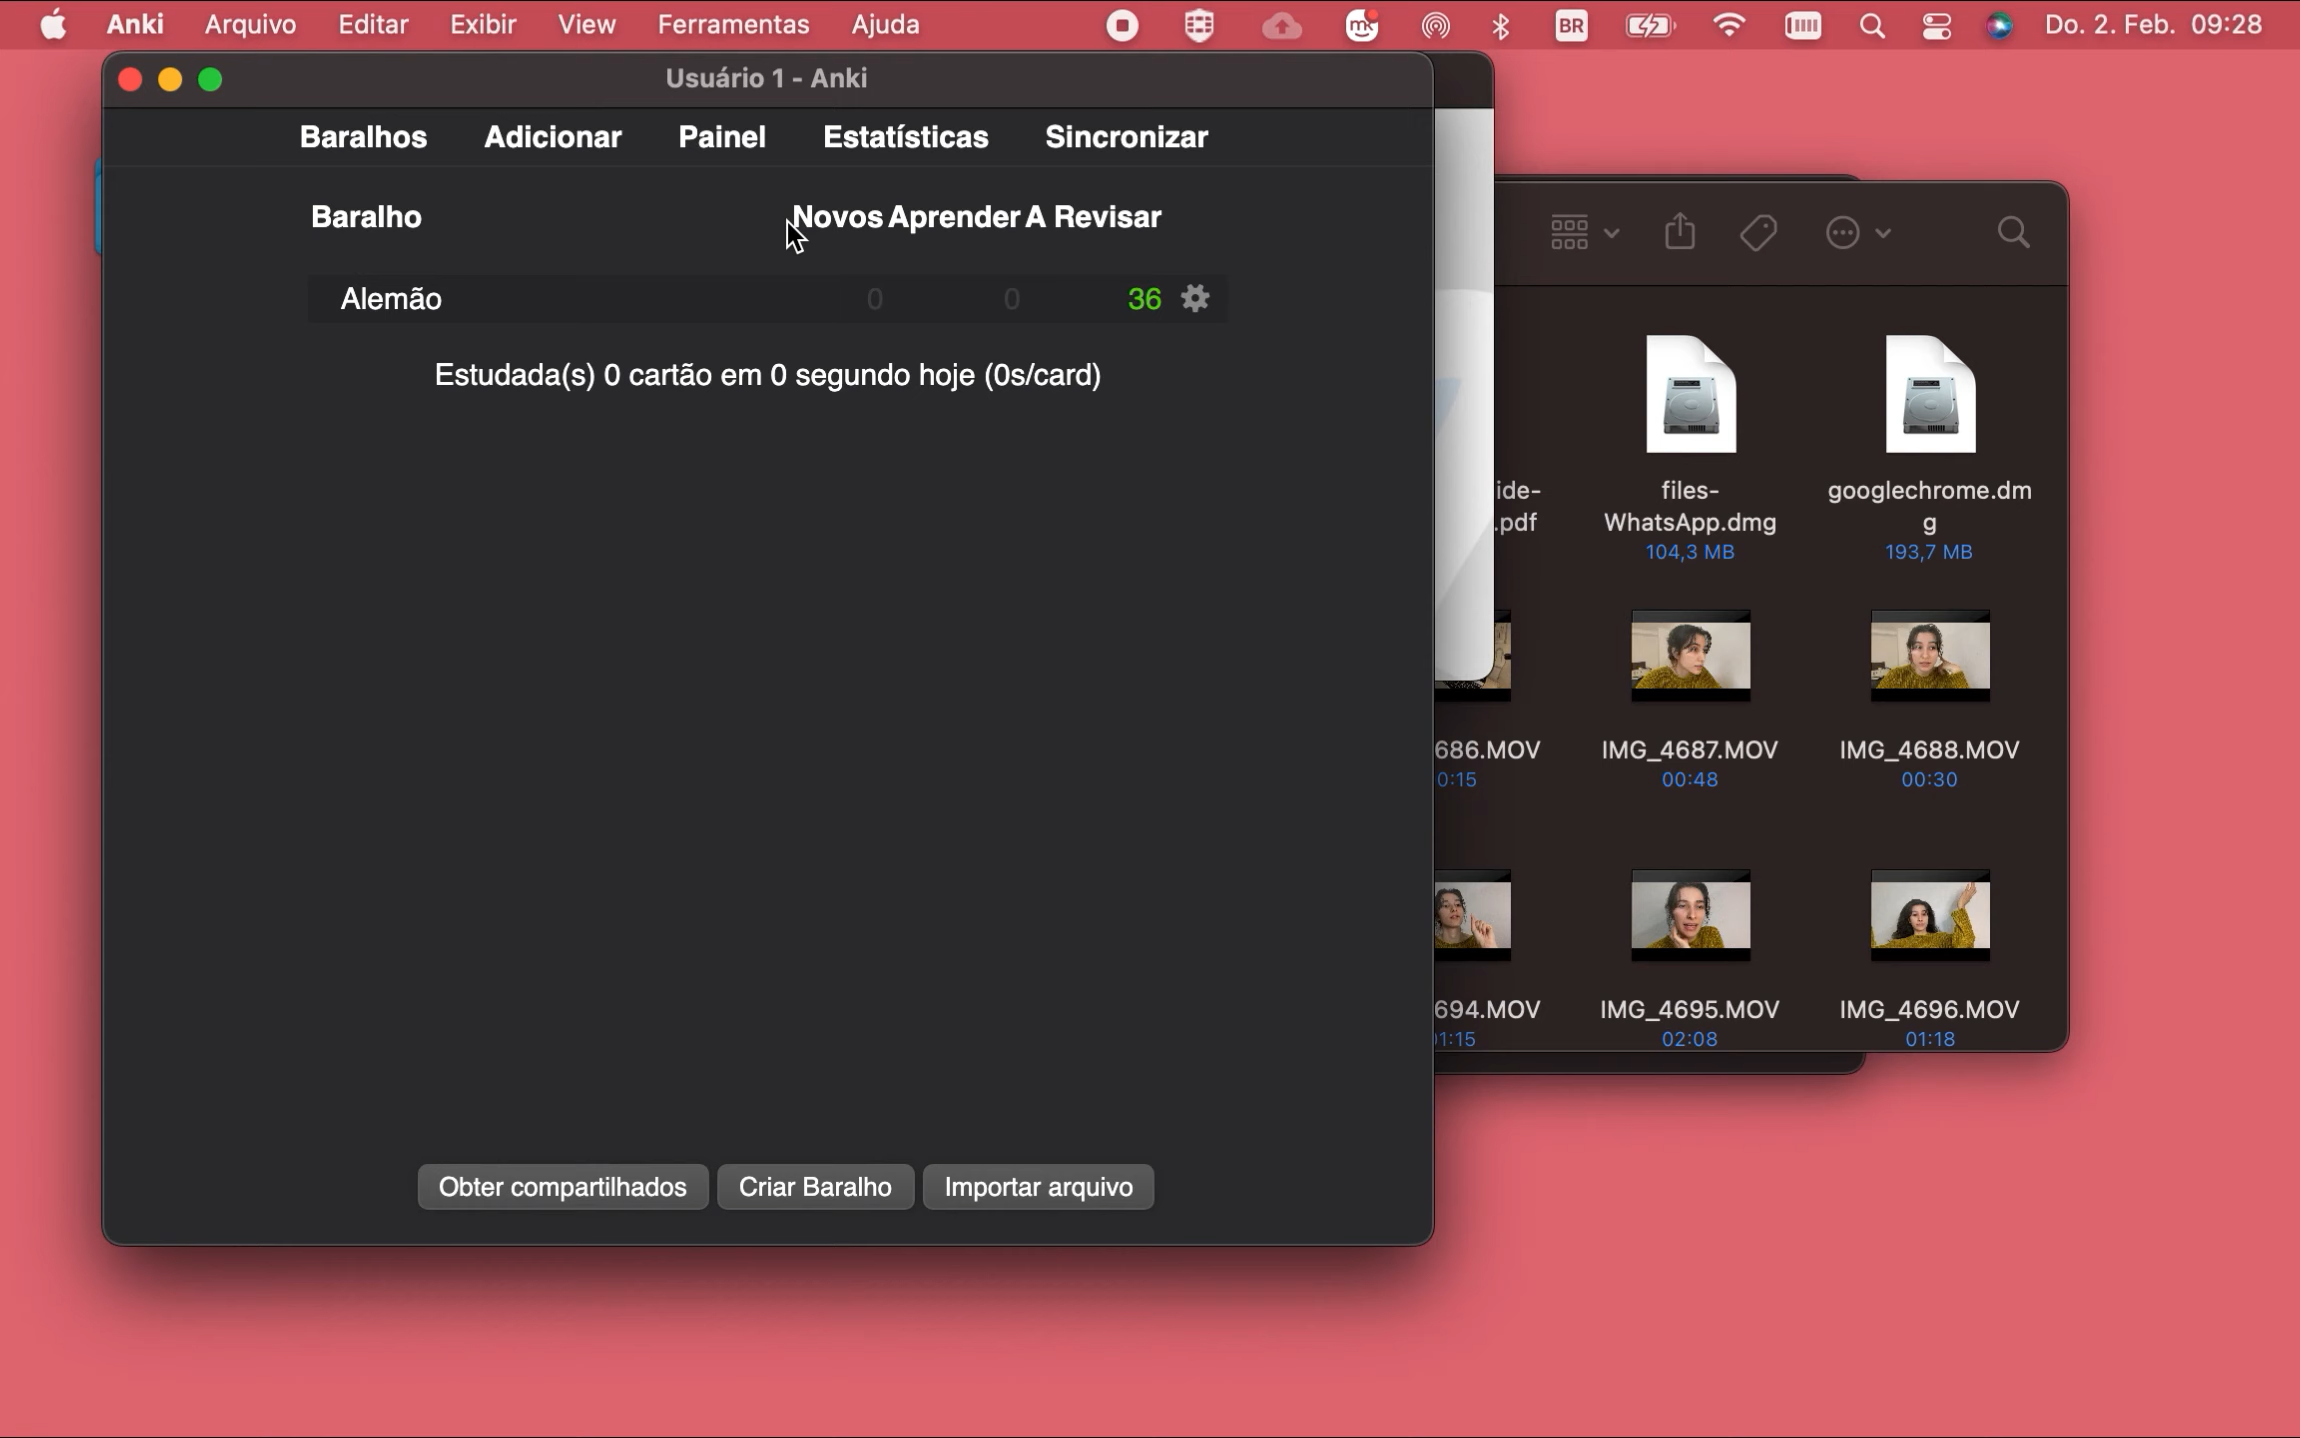 Anki Arquivo Editar Exibir View Ferramentas Ajuda BR Do. 2. Feb. 09:28
Usuário 1 - Anki
Baralhos Adicionar Painel Estatísticas Sincronizar
Baralho Novos Aprender A Revisar
Alemão 0 0 36
Estudada(s) 0 cartão em 0 segundo hoje (0s/card)
Obter compartilhados Criar Baralho Importar arquivo
ide-
.pdf
files-
WhatsApp.dmg
104,3 MB
googlechrome.dm
g
193,7 MB
686.MOV
0:15
IMG_4687.MOV
00:48
IMG_4688.MOV
00:30
694.MOV
1:15
IMG_4695.MOV
02:08
IMG_4696.MOV
01:18